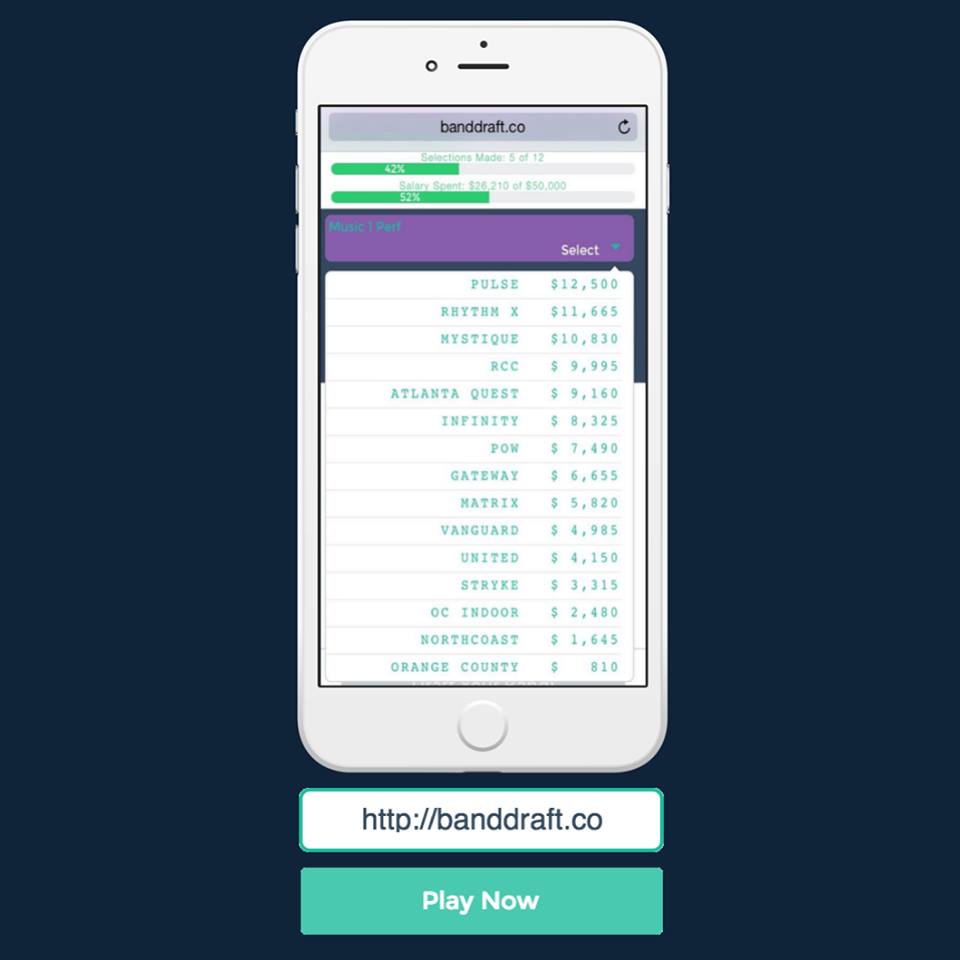 banddraft.co
Selections Made: 5 of 12
42%
Salary Spent: $26,210 of $50,000
52%
Music 1 Perf
Select
PULSE $12,500
RHYTHM X $11,665
MYSTIQUE $10,830
RCC $ 9,995
ATLANTA QUEST $ 9,160
INFINITY $ 8,325
POW $ 7,490
GATEWAY $ 6,655
MATRIX $ 5,820
VANGUARD $ 4,985
UNITED $ 4,150
STRYKE $ 3,315
OC INDOOR $ 2,480
NORTHCOAST $ 1,645
ORANGE COUNTY $ 810
http://banddraft.co
Play Now